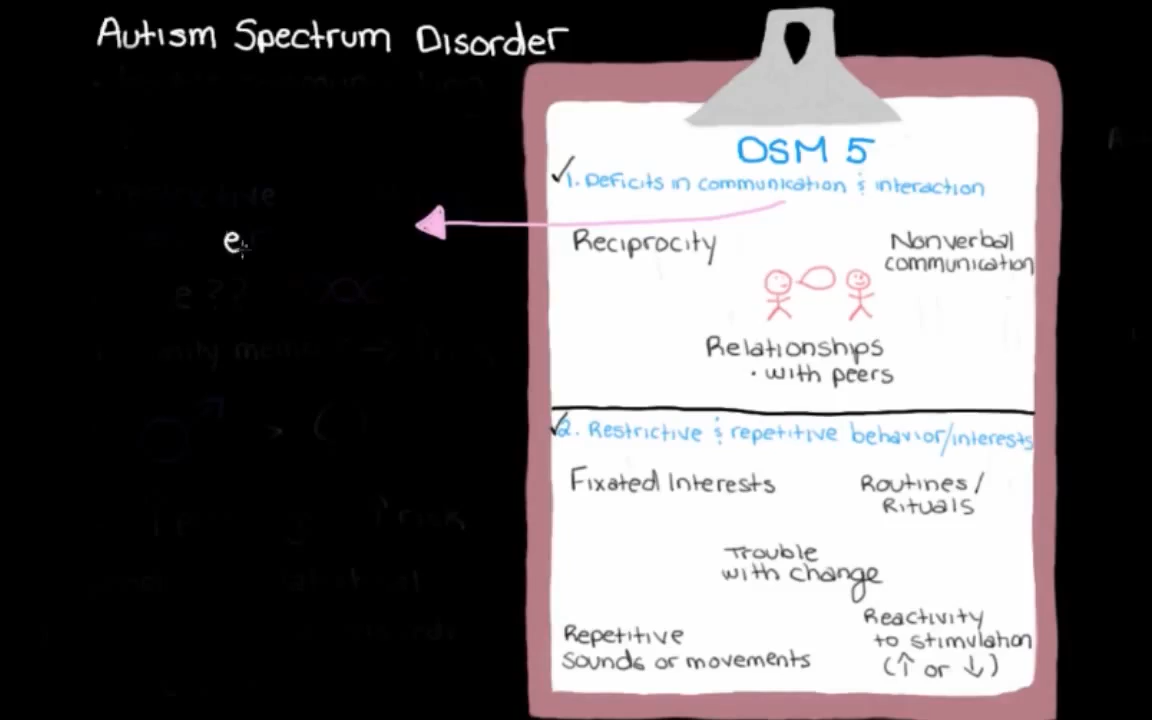 Autism Spectrum Disorder
DSM 5
✓1. Deficits in communication & interaction
Reciprocity
Nonverbal
communication
Relationships
• with peers
✓2. Restrictive & repetitive behavior/interests
Fixated Interests
Routines/
Rituals
Trouble
with change
Repetitive
sounds or movements
Reactivity
to stimulation
(↑ or ↓)
e
e??